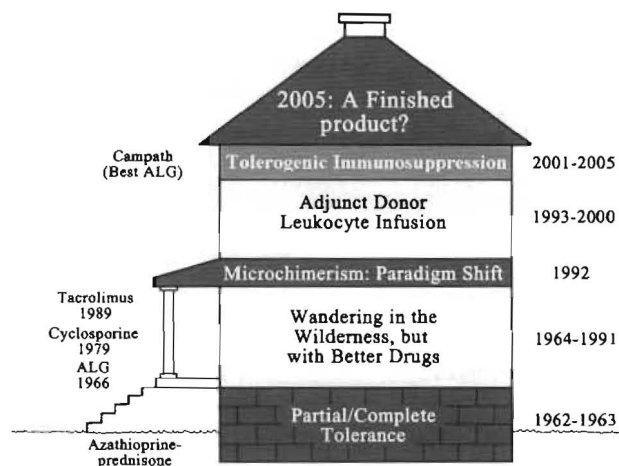 2005: A Finished
product?
Campath
(Best ALG)
Tolerogenic Immunosuppression
2001-2005
Adjunct Donor
Leukocyte Infusion
1993-2000
Microchimerism: Paradigm Shift
1992
Tacrolimus
1989
Cyclosporine
1979
ALG
1966
Wandering in the
Wilderness, but
with Better Drugs
1964-1991
Partial/Complete
Tolerance
1962-1963
Azathioprine-
prednisone